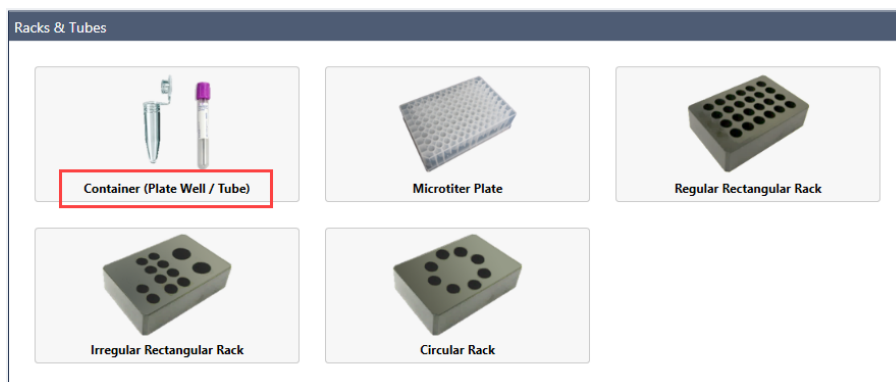 Racks & Tubes
Container (Plate Well / Tube)
Microtiter Plate
Regular Rectangular Rack
Irregular Rectangular Rack
Circular Rack